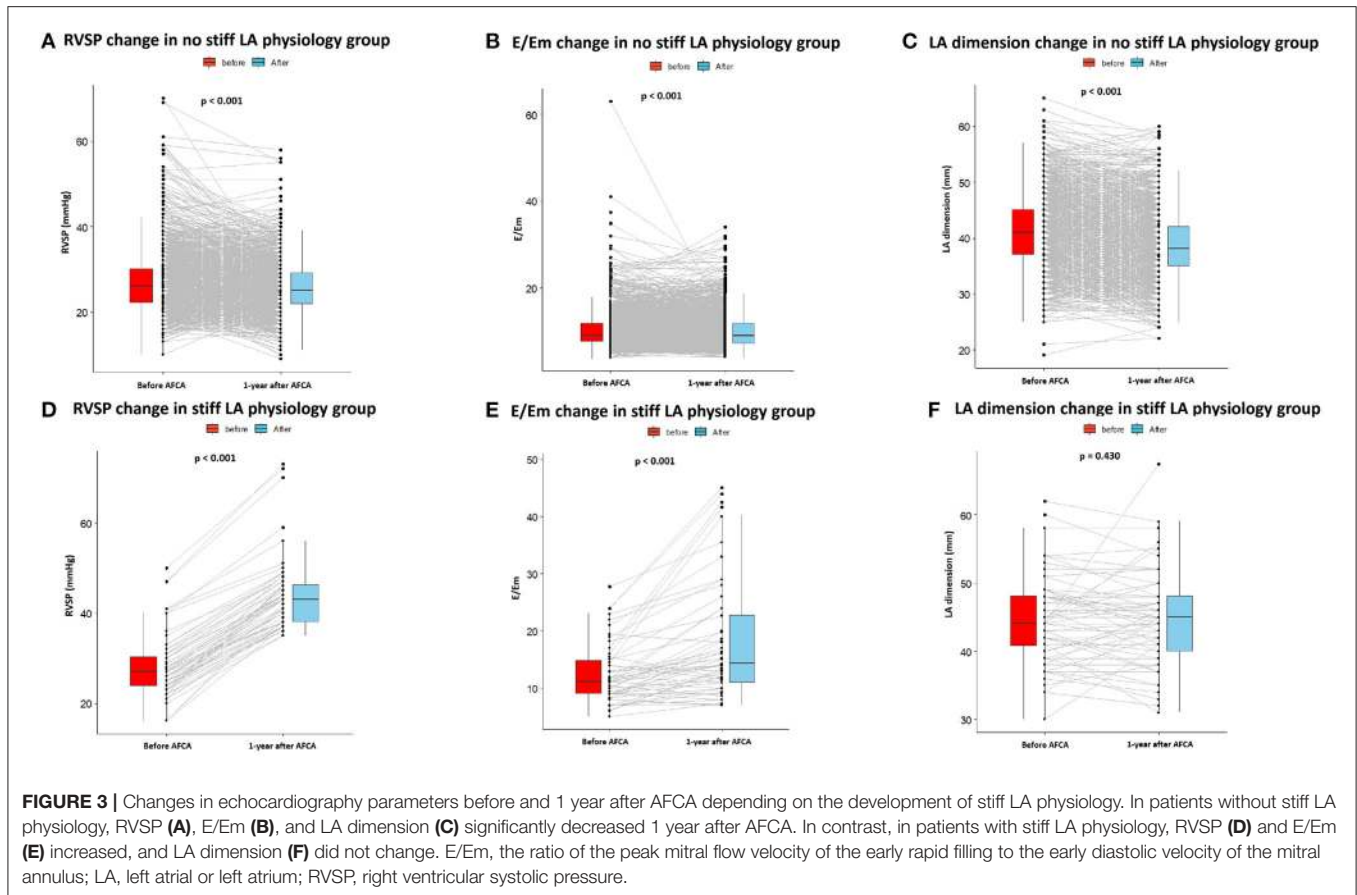 A RVSP change in no stiff LA physiology group
before After
p < 0.001
RVSP (mmHg)
60
40
20
Before AFCA 1-year after AFCA
B E/Em change in no stiff LA physiology group
before After
p < 0.001
E/Em
60
40
20
Before AFCA 1-year after AFCA
C LA dimension change in no stiff LA physiology group
before After
p < 0.001
LA dimension (mm)
60
50
40
30
20
Before AFCA 1-year after AFCA
D RVSP change in stiff LA physiology group
before After
p < 0.001
RVSP (mmHg)
60
40
20
Before AFCA 1-year after AFCA
E E/Em change in stiff LA physiology group
before After
p < 0.001
E/Em
50
40
30
20
10
Before AFCA 1-year after AFCA
F LA dimension change in stiff LA physiology group
before After
p = 0.430
LA dimension (mm)
60
50
40
30
Before AFCA 1-year after AFCA
FIGURE 3 | Changes in echocardiography parameters before and 1 year after AFCA depending on the development of stiff LA physiology. In patients without stiff LA
physiology, RVSP (A), E/Em (B), and LA dimension (C) significantly decreased 1 year after AFCA. In contrast, in patients with stiff LA physiology, RVSP (D) and E/Em
(E) increased, and LA dimension (F) did not change. E/Em, the ratio of the peak mitral flow velocity of the early rapid filling to the early diastolic velocity of the mitral
annulus; LA, left atrial or left atrium; RVSP, right ventricular systolic pressure.